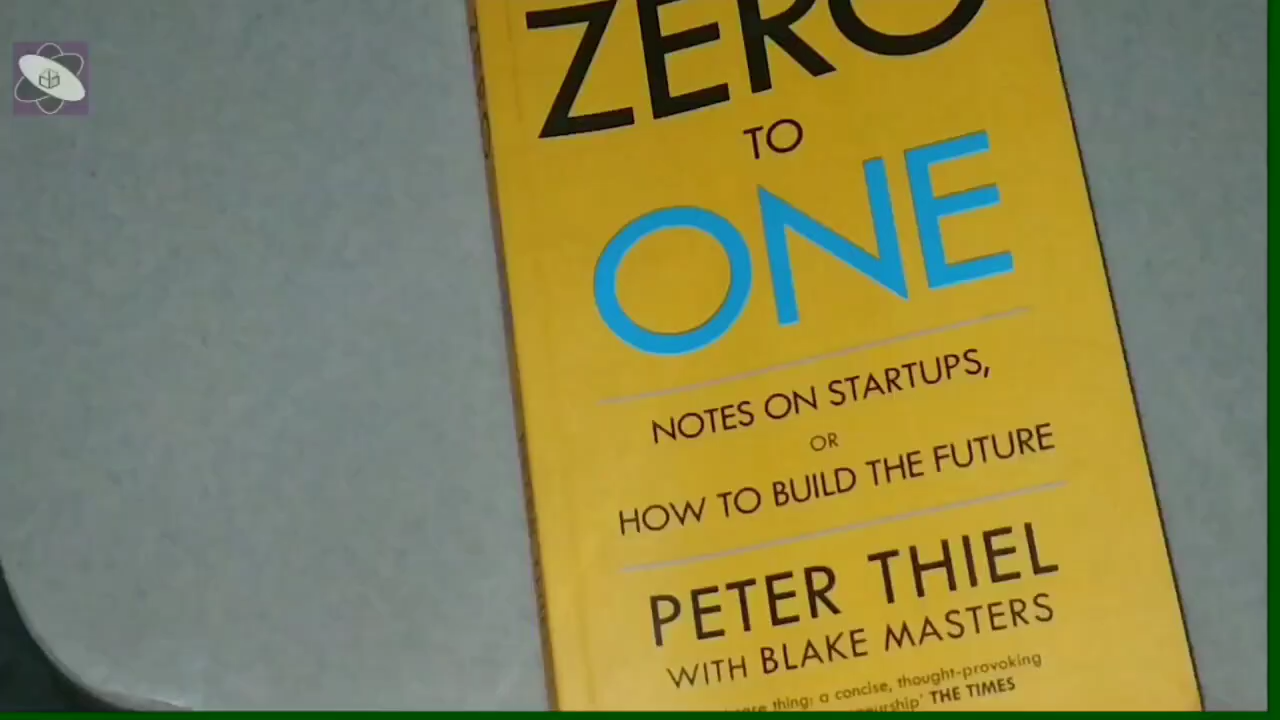 ZERO
TO
ONE
NOTES ON STARTUPS,
OR
HOW TO BUILD THE FUTURE
PETER THIEL
WITH BLAKE MASTERS
thing: a concise, thought-provoking
THE TIMES